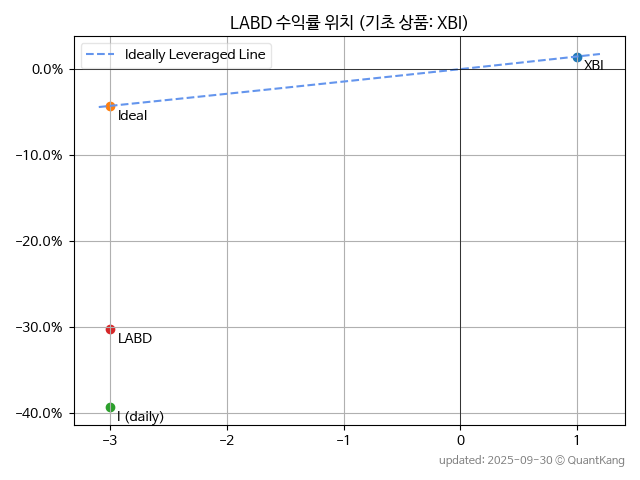 LABD 수익률 위치 (기초 상품: XBI)
Ideally Leveraged Line
0.0%
-10.0%
-20.0%
-30.0%
-40.0%
XBI
Ideal
LABD
I (daily)
-3
-2
-1
0
1
updated: 2025-09-30 © QuantKang